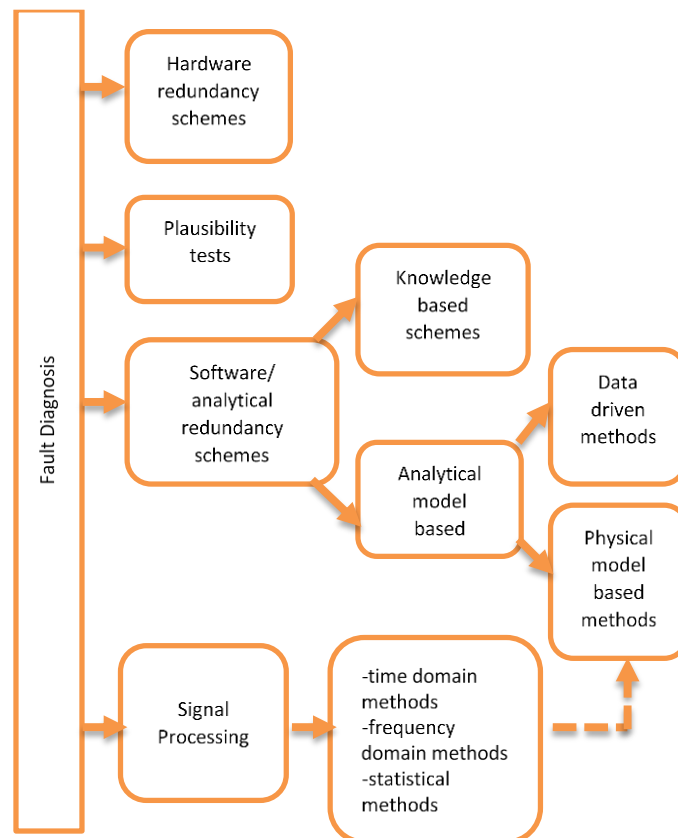 Fault Diagnosis
Hardware
redundancy
schemes
Plausibility
tests
Software/
analytical
redundancy
schemes
Knowledge
based
schemes
Analytical
model
based
Data
driven
methods
Physical
model
based
methods
Signal
Processing
-time domain
methods
-frequency
domain methods
-statistical
methods